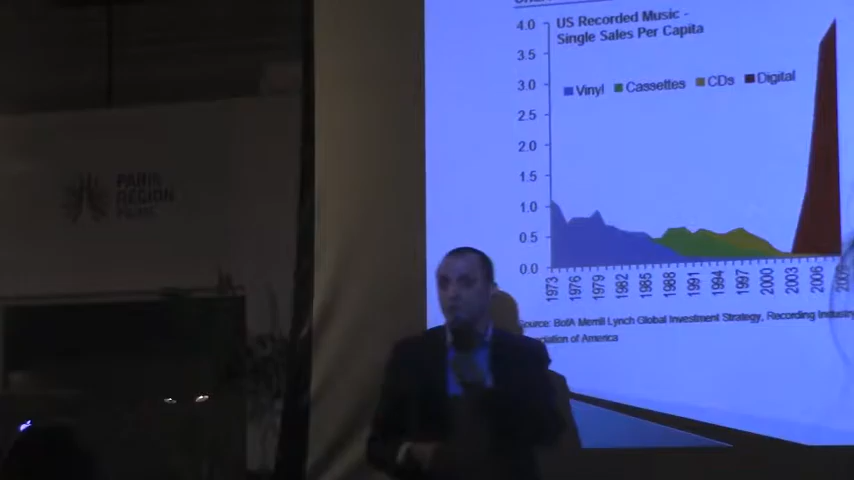 4.0
US Recorded Music -
Single Sales Per Capita
3.5
3.0
Vinyl Cassettes CDs Digital
2.5
2.0
1.5
1.0
0.5
0.0
1973 1976 1979 1982 1985 1988 1991 1994 1997 2000 2003 2006 2009
Source: BofA Merrill Lynch Global Investment Strategy, Recording Industry
ciation of America
PARIS
REGION